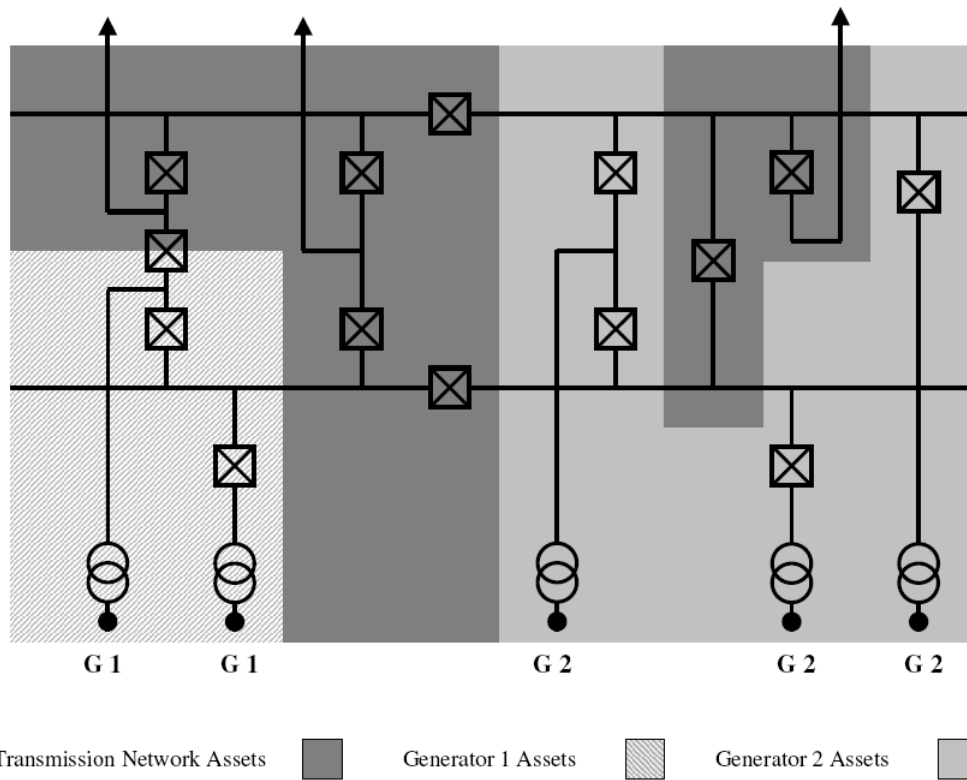 G 1 G 1 G 2 G 2 G 2
Transmission Network Assets Generator 1 Assets Generator 2 Assets